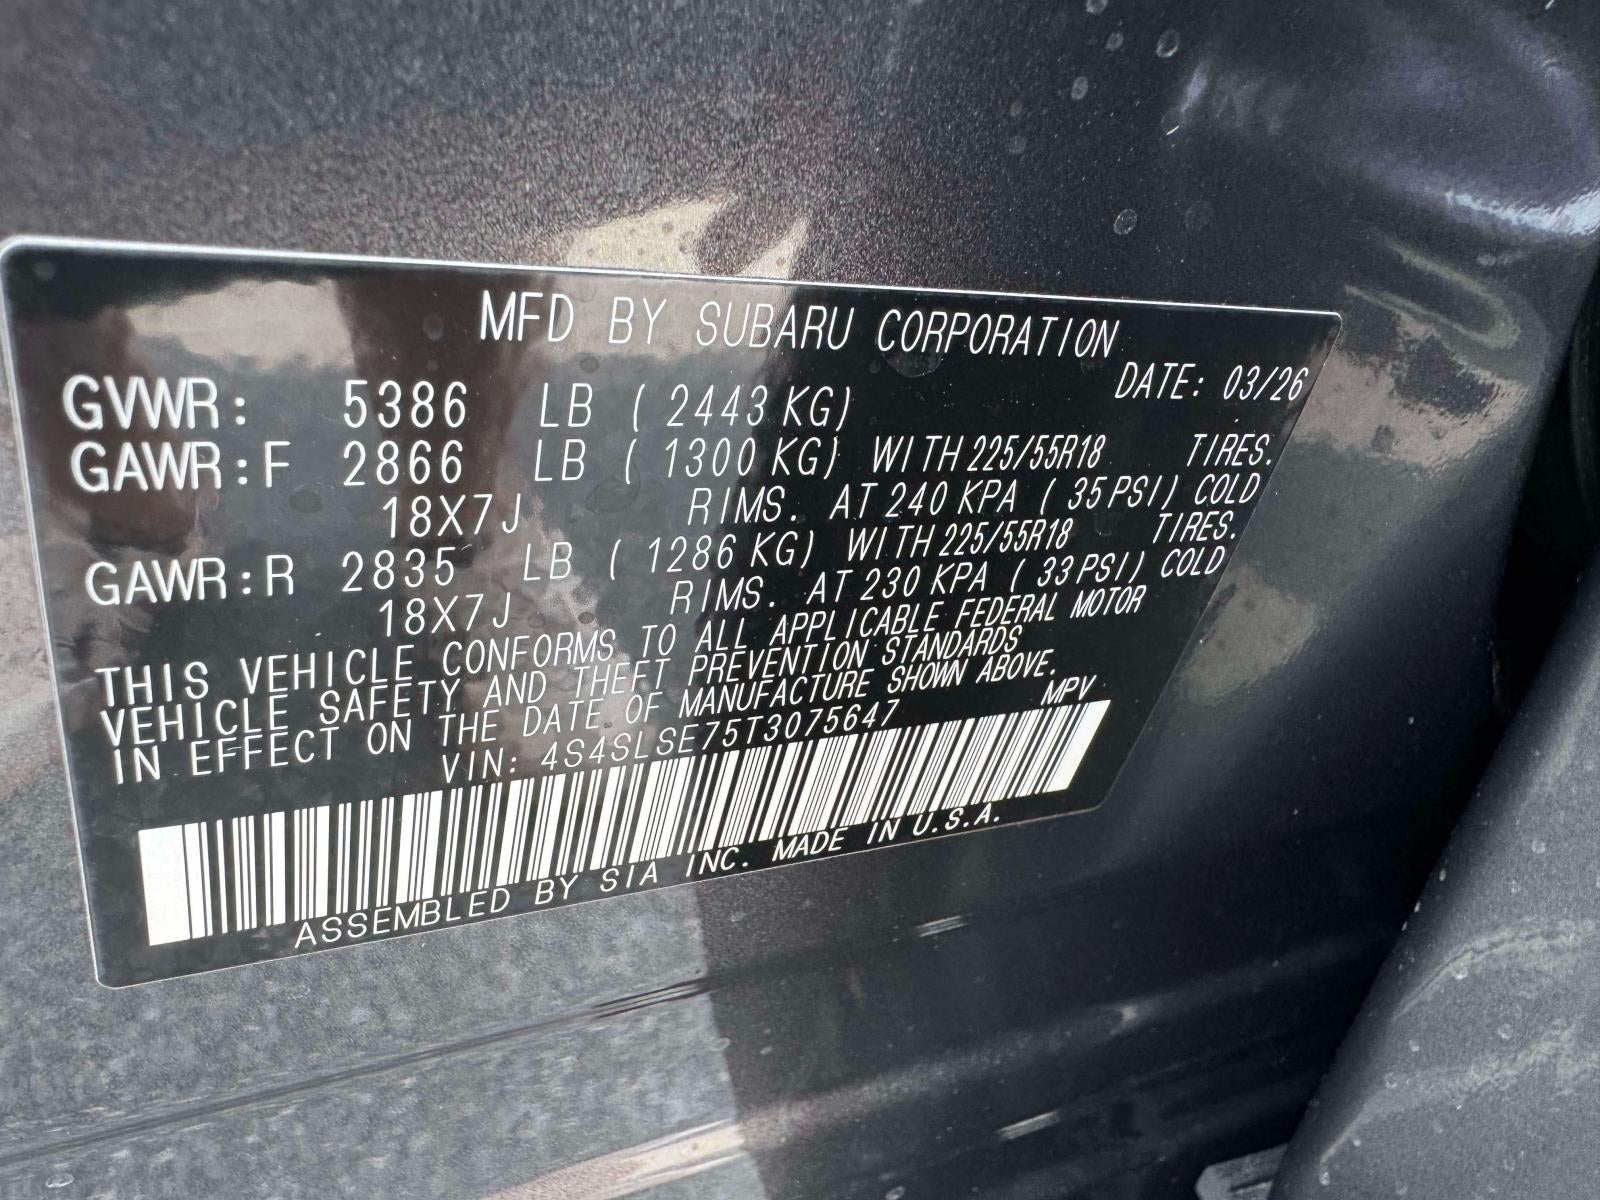 MFD BY SUBARU CORPORATION
DATE: 03/26
GVWR: 5386 LB ( 2443 KG)
GAWR:F 2866 LB ( 1300 KG) WITH 225/55R18 TIRES.
18X7J RIMS. AT 240 KPA ( 35 PSI) COLD
GAWR:R 2835 LB ( 1286 KG) WITH 225/55R18 TIRES.
18X7J RIMS. AT 230 KPA ( 33 PSI) COLD
THIS VEHICLE CONFORMS TO ALL APPLICABLE FEDERAL MOTOR
VEHICLE SAFETY AND THEFT PREVENTION STANDARDS
IN EFFECT ON THE DATE OF MANUFACTURE SHOWN ABOVE.
VIN: 4S4SLSE75T3075647 MPV
ASSEMBLED BY SIA INC. MADE IN U.S.A.